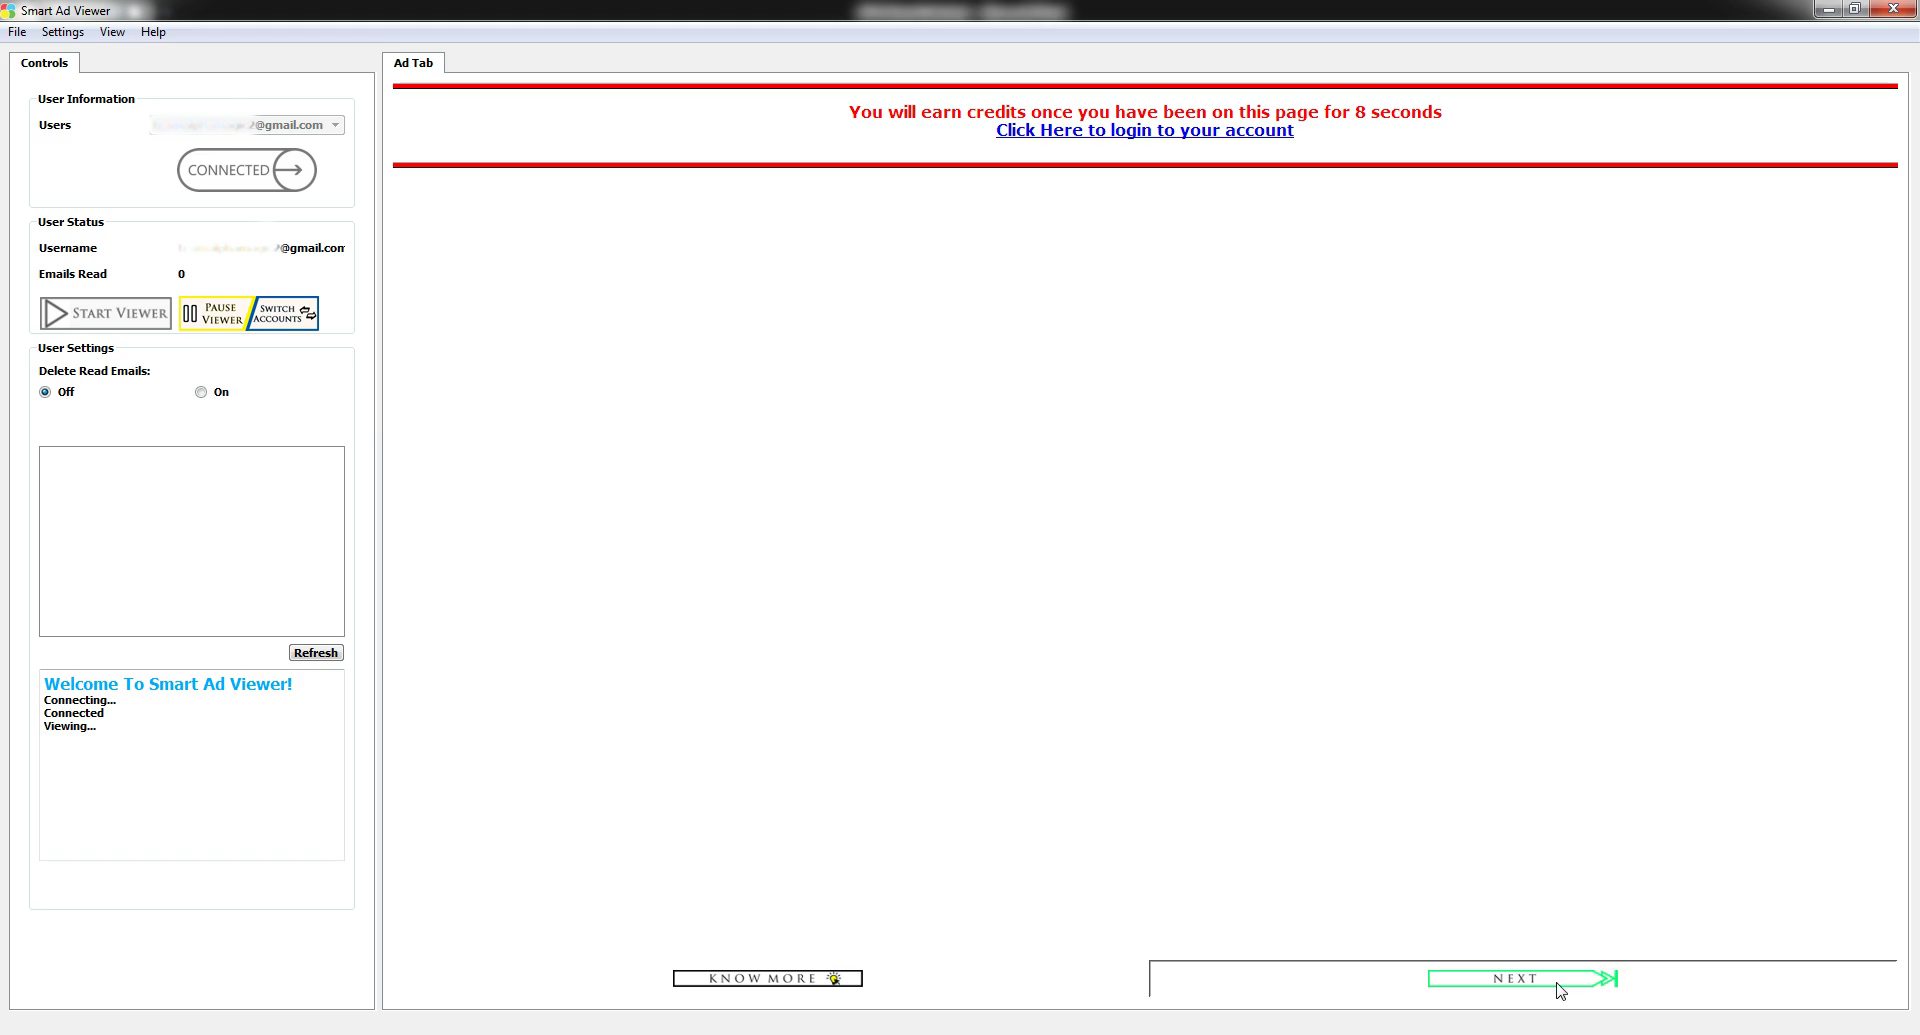 Smart Ad Viewer
File Settings View Help
Controls
User Information
Users @gmail.com
CONNECTED
User Status
Username @gmail.com
Emails Read 0
START VIEWER
PAUSE VIEWER
SWITCH ACCOUNTS
User Settings
Delete Read Emails:
Off On
Refresh
Welcome To Smart Ad Viewer!
Connecting...
Connected
Viewing...
Ad Tab
You will earn credits once you have been on this page for 8 seconds
Click Here to login to your account
KNOW MORE
NEXT